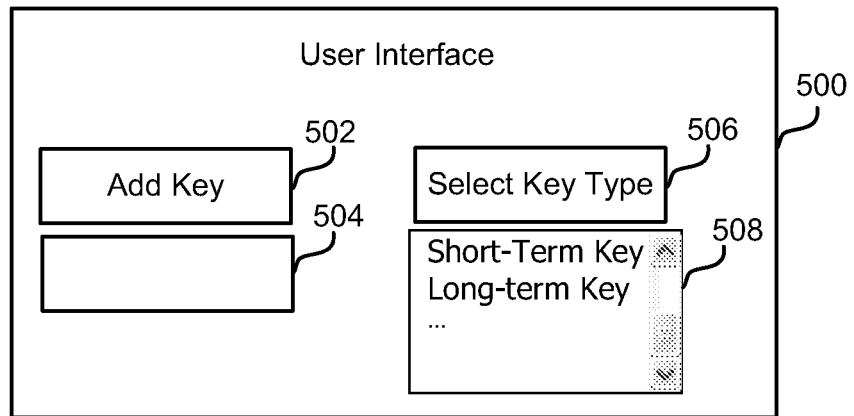 User Interface
500
502
506
Add Key
Select Key Type
504
508
Short-Term Key
Long-term Key
...